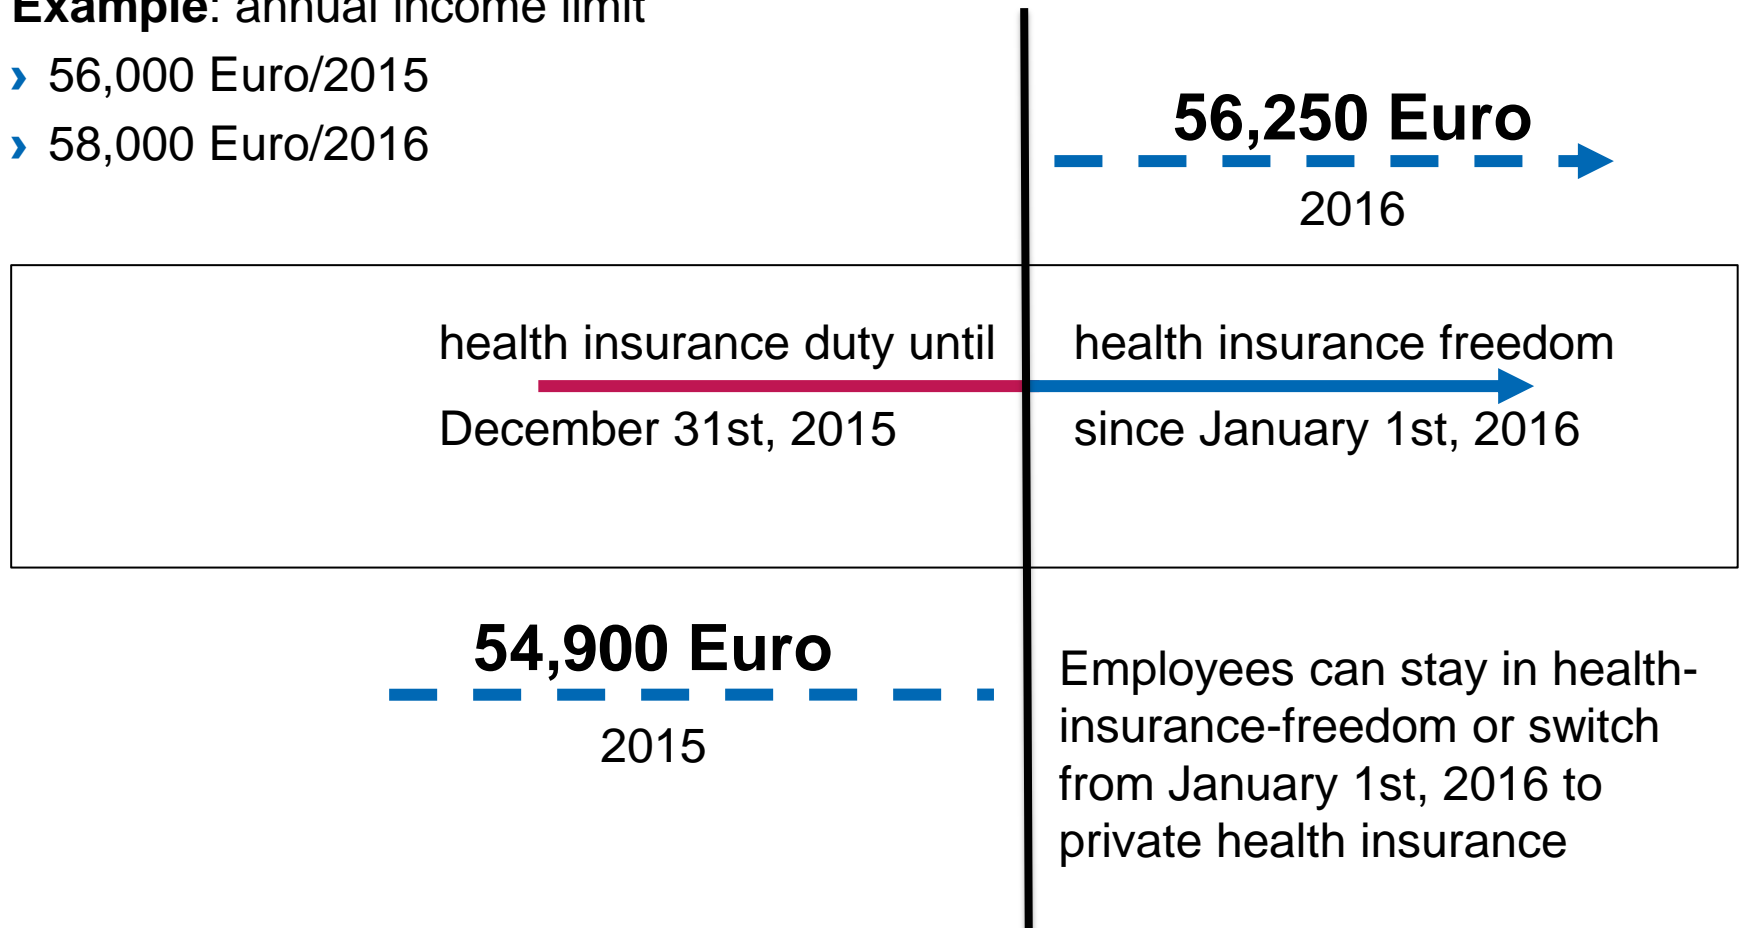 Example: annual income limit
› 56,000 Euro/2015
› 58,000 Euro/2016
56,250 Euro
2016
health insurance duty until
December 31st, 2015
health insurance freedom
since January 1st, 2016
54,900 Euro
2015
Employees can stay in health-
insurance-freedom or switch
from January 1st, 2016 to
private health insurance